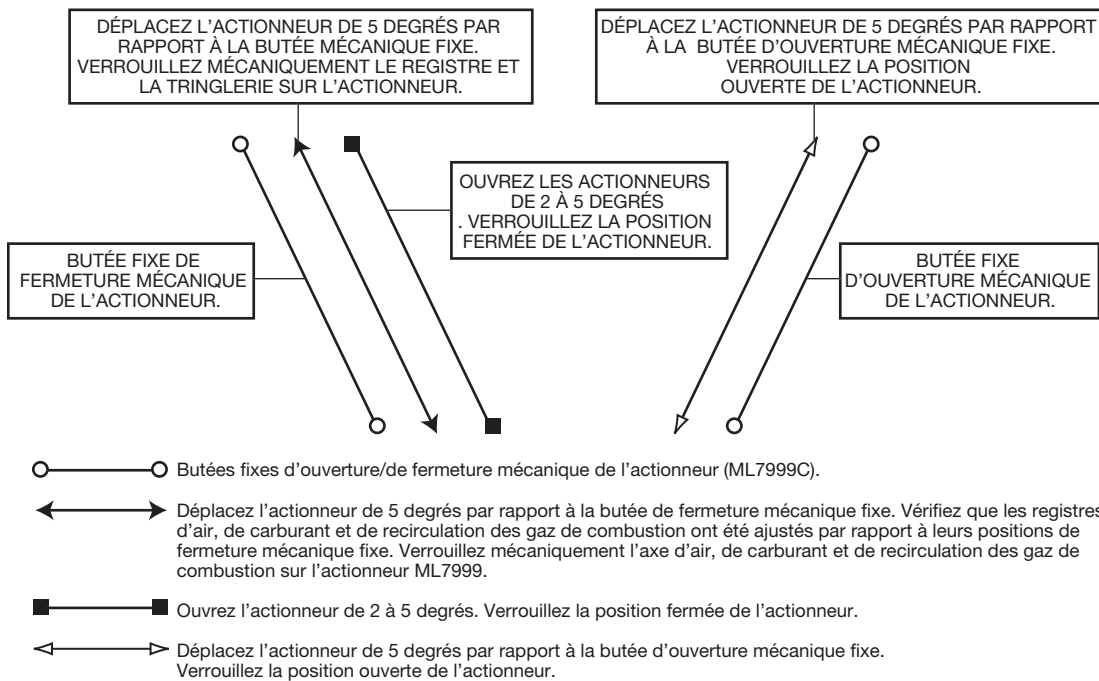 DÉPLACEZ L'ACTIONNEUR DE 5 DEGRÉS PAR
RAPPORT À LA BUTÉE MÉCANIQUE FIXE.
VERROUILLEZ MÉCANIQUEMENT LE REGISTRE ET
LA TRINGLERIE SUR L'ACTIONNEUR.
DÉPLACEZ L'ACTIONNEUR DE 5 DEGRÉS PAR RAPPORT
À LA BUTÉE D'OUVERTURE MÉCANIQUE FIXE.
VERROUILLEZ LA POSITION
OUVERTE DE L'ACTIONNEUR.
OUVREZ LES ACTIONNEURS
DE 2 À 5 DEGRÉS
. VERROUILLEZ LA POSITION
FERMÉE DE L'ACTIONNEUR.
BUTÉE FIXE DE
FERMETURE MÉCANIQUE
DE L'ACTIONNEUR.
BUTÉE FIXE
D'OUVERTURE MÉCANIQUE
DE L'ACTIONNEUR.
Butées fixes d'ouverture/de fermeture mécanique de l'actionneur (ML7999C).
Déplacez l'actionneur de 5 degrés par rapport à la butée de fermeture mécanique fixe. Vérifiez que les registres
d'air, de carburant et de recirculation des gaz de combustion ont été ajustés par rapport à leurs positions de
fermeture mécanique fixe. Verrouillez mécaniquement l'axe d'air, de carburant et de recirculation des gaz de
combustion sur l'actionneur ML7999.
Ouvrez l'actionneur de 2 à 5 degrés. Verrouillez la position fermée de l'actionneur.
Déplacez l'actionneur de 5 degrés par rapport à la butée d'ouverture mécanique fixe.
Verrouillez la position ouverte de l'actionneur.